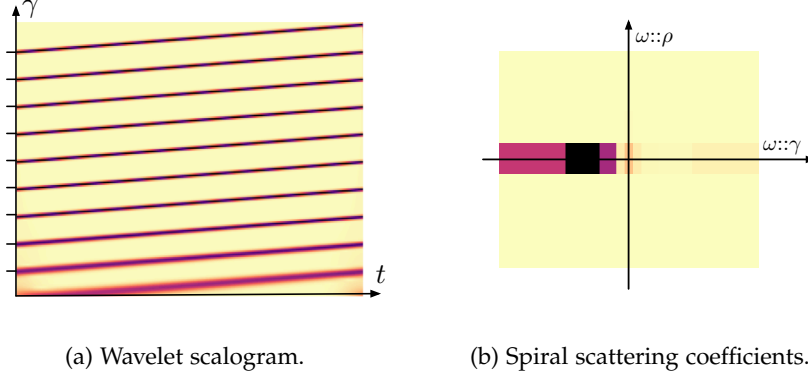 γ
t
(a) Wavelet scalogram.
ω::ρ
ω::γ
(b) Spiral scattering coefficients.